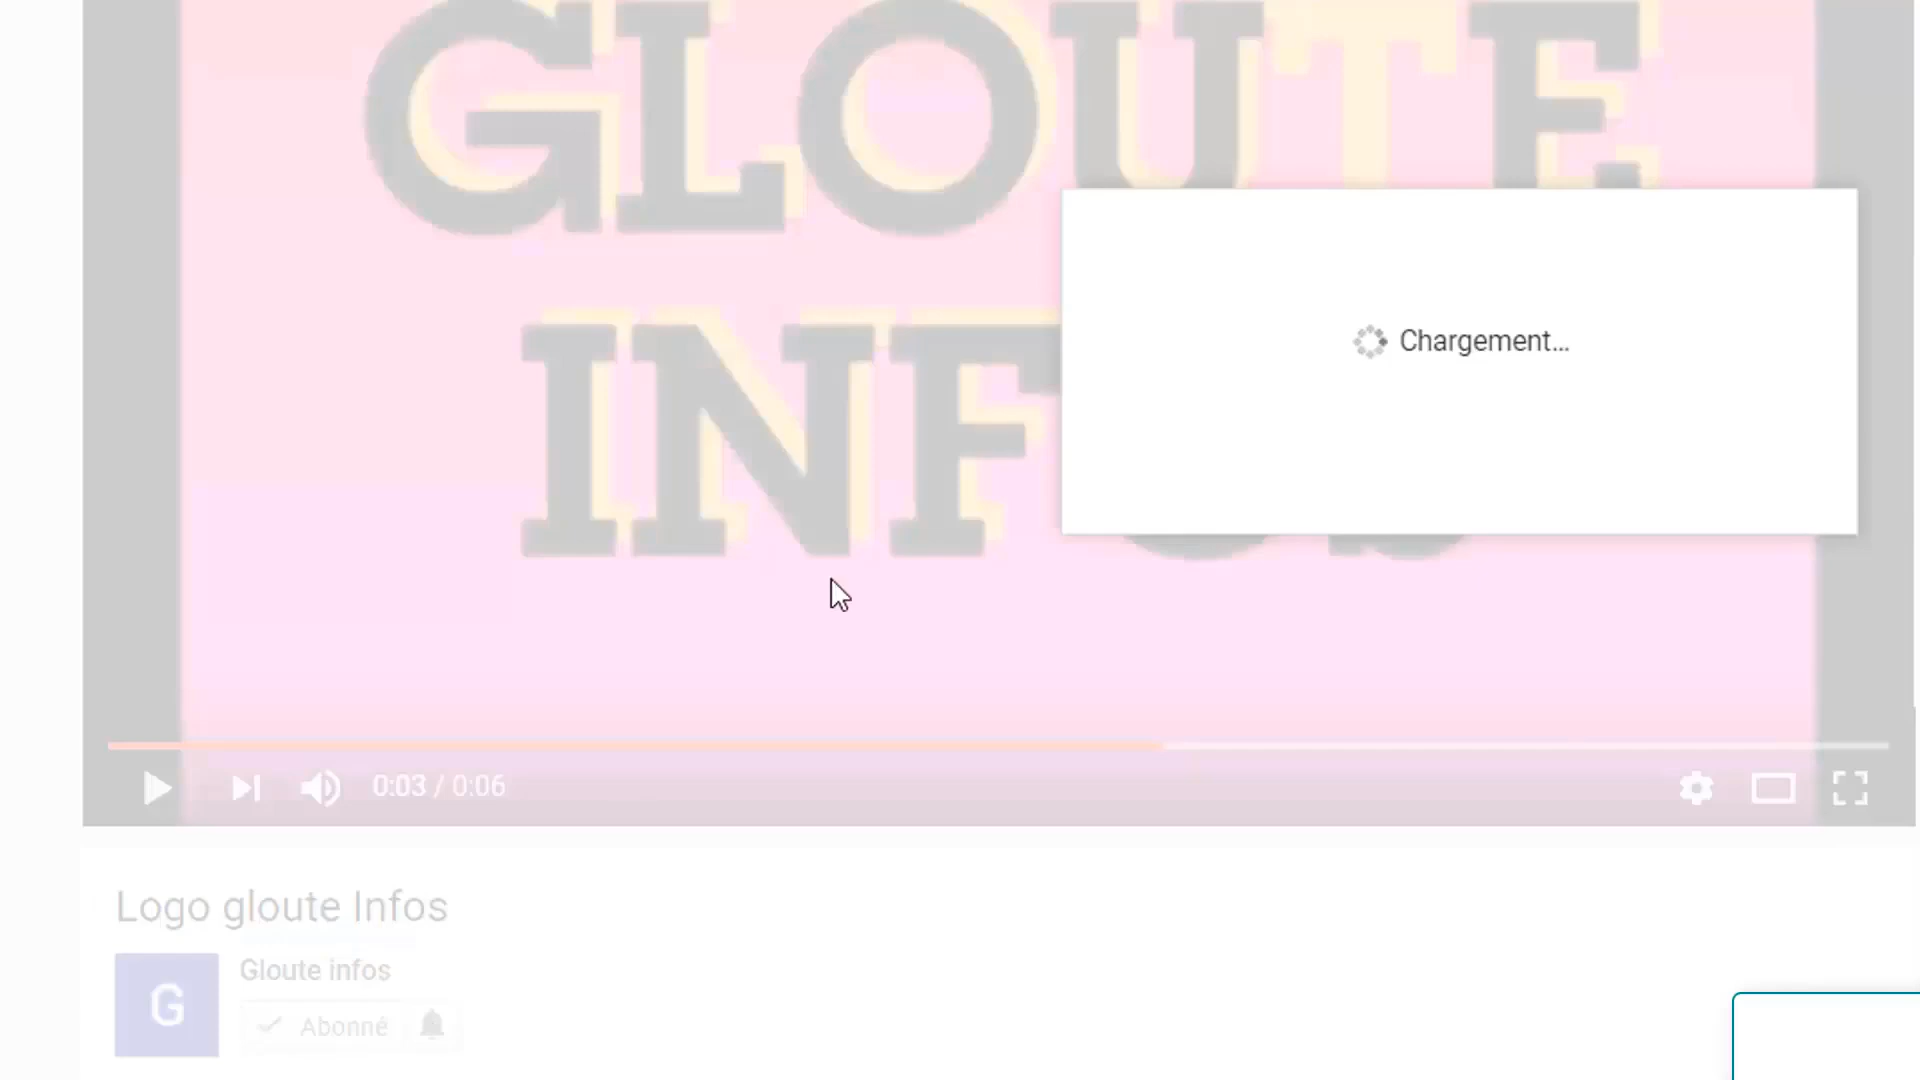 GLOUTE
INF
Chargement...
0:03 / 0:06
Logo gloute Infos
G
Gloute infos
Abonné